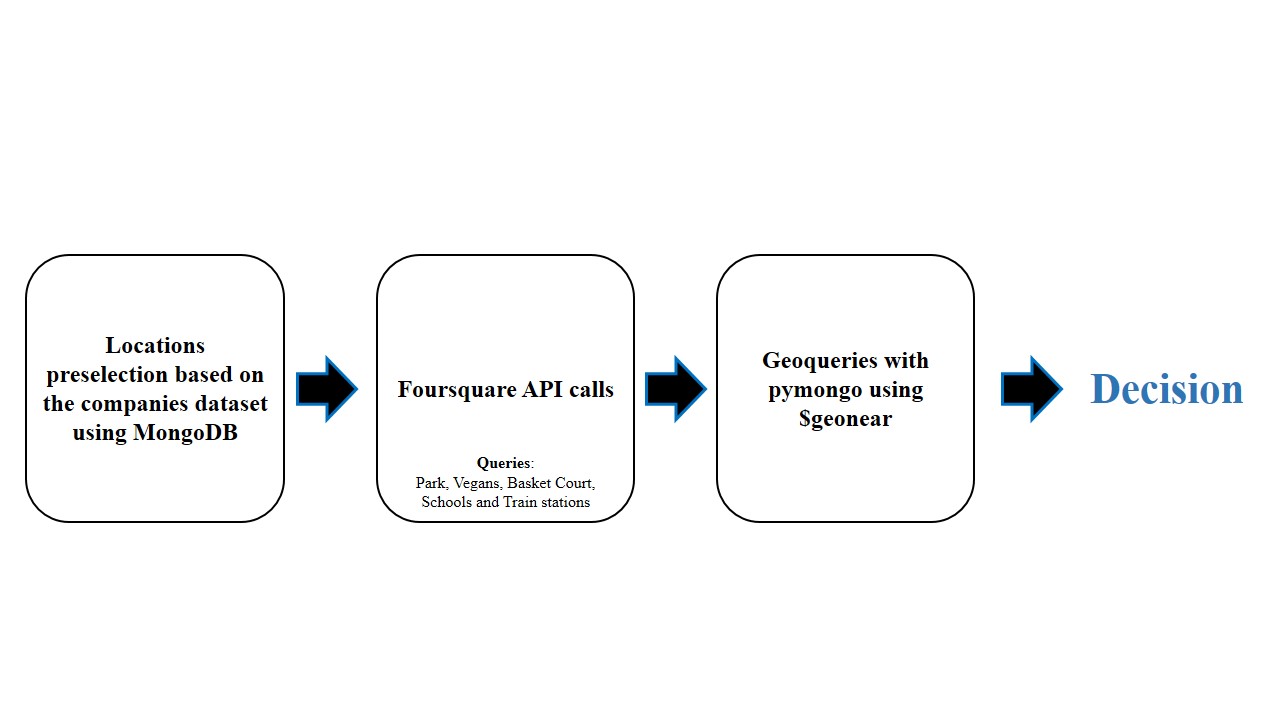 Locations
preselection based on
the companies dataset
using MongoDB
Foursquare API calls
Queries:
Park, Vegans, Basket Court,
Schools and Train stations
Geoqueries with
pymongo using
$geonear
Decision